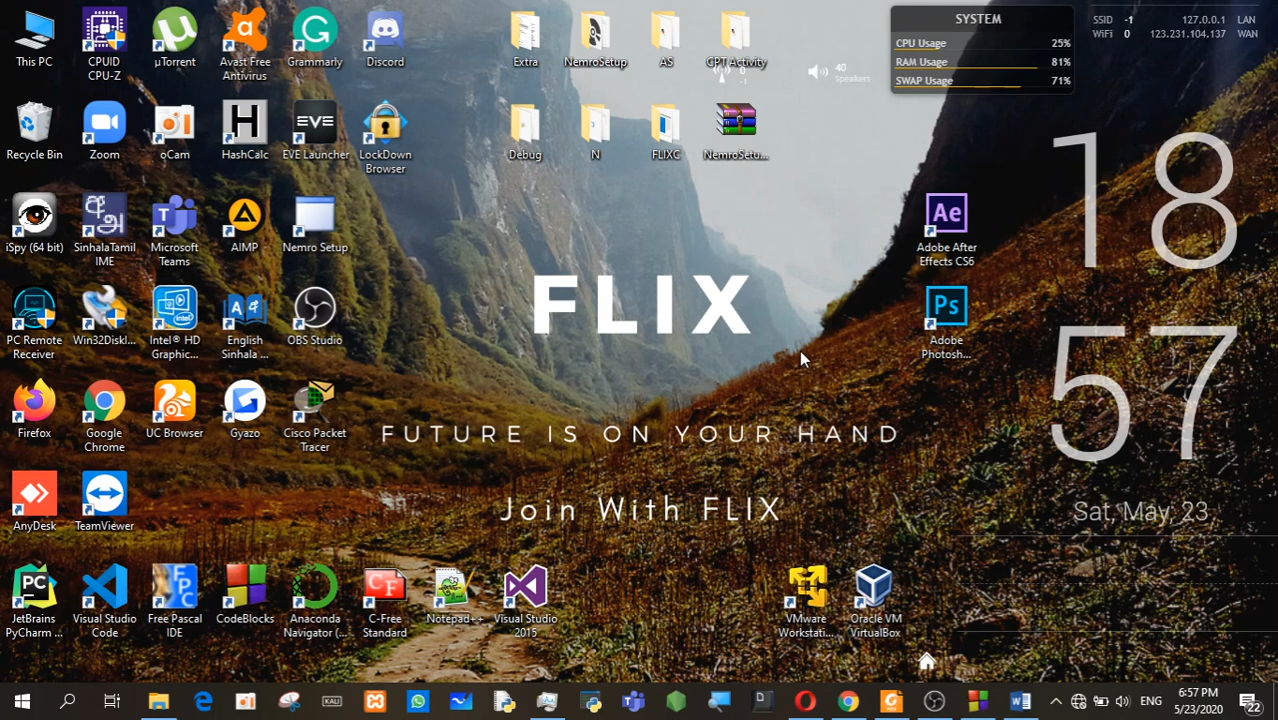 This PC
CPUID CPU-Z
µTorrent
Avast Free Antivirus
Grammarly
Discord
Extra
NemroSetup
AS
CPT Activity
0
-1
40
Speakers
SYSTEM
CPU Usage 25%
RAM Usage 81%
SWAP Usage 71%
SSID -1 127.0.0.1 LAN
WiFi 0 123.231.104.137 WAN
Recycle Bin
Zoom
oCam
HashCalc
EVE Launcher
LockDown Browser
Debug
N
FLIXC
NemroSetu...
iSpy (64 bit)
SinhalaTamil IME
Microsoft Teams
AIMP
Nemro Setup
Adobe After Effects CS6
18
PC Remote Receiver
Win32DiskI...
Intel® HD Graphic...
English Sinhala ...
OBS Studio
FLIX
Adobe Photosh...
57
Firefox
Google Chrome
UC Browser
Gyazo
Cisco Packet Tracer
FUTURE IS ON YOUR HAND
AnyDesk
TeamViewer
Join With FLIX
Sat, May, 23
JetBrains PyCharm ...
Visual Studio Code
Free Pascal IDE
CodeBlocks
Anaconda Navigator (...
C-Free Standard
Notepad++
Visual Studio 2015
VMware Workstati...
Oracle VM VirtualBox
KALI
ENG
6:57 PM
5/23/2020
22